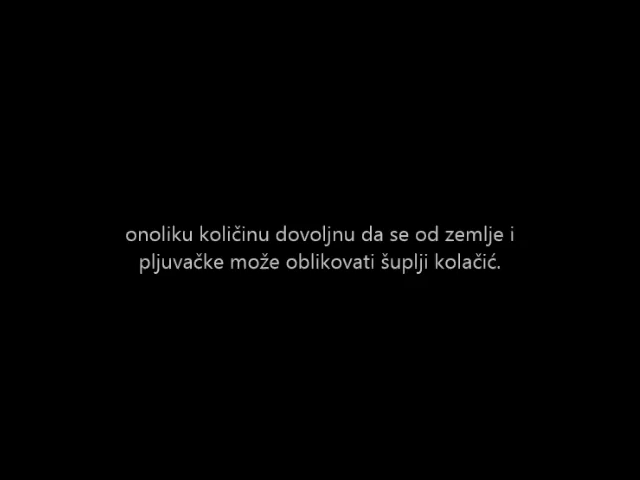 onoliku količinu dovoljnu da se od zemlje i
pljuvačke može oblikovati šuplji kolačić.